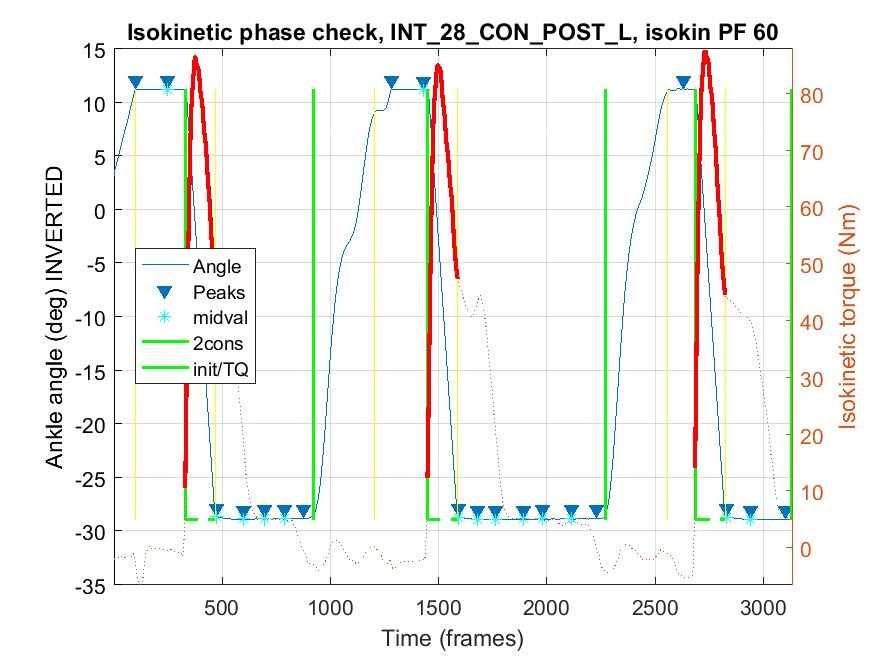 Isokinetic phase check, INT_28_CON_POST_L, isokin PF 60
15
10
5
0
-5
-10
-15
-20
-25
-30
-35
Ankle angle (deg) INVERTED
Angle
Peaks
midval
2cons
init/TQ
80
70
60
50
40
30
20
10
0
Isokinetic torque (Nm)
500
1000
1500
2000
2500
3000
Time (frames)